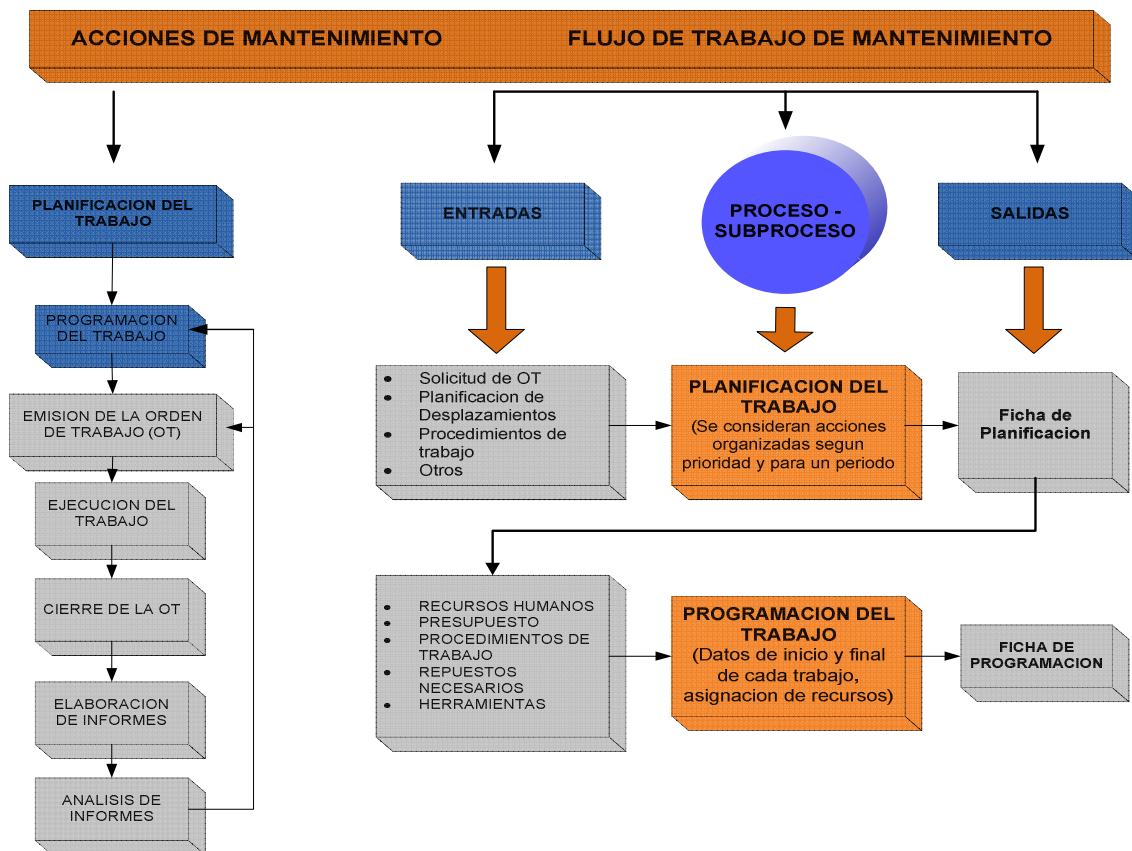 ACCIONES DE MANTENIMIENTO
FLUJO DE TRABAJO DE MANTENIMIENTO
PLANIFICACION DEL
TRABAJO
PROGRAMACION
DEL TRABAJO
EMISION DE LA ORDEN
DE TRABAJO (OT)
EJECUCION DEL
TRABAJO
CIERRE DE LA OT
ELABORACION
DE INFORMES
ANALISIS DE
INFORMES
ENTRADAS
PROCESO -
SUBPROCESO
SALIDAS
• Solicitud de OT
• Planificacion de
Desplazamientos
• Procedimientos de
trabajo
• Otros
PLANIFICACION DEL
TRABAJO
(Se consideran acciones
organizadas segun
prioridad y para un periodo
Ficha de
Planificacion
• RECURSOS HUMANOS
• PRESUPUESTO
• PROCEDIMIENTOS DE
TRABAJO
• REPUESTOS
NECESARIOS
• HERRAMIENTAS
PROGRAMACION DEL
TRABAJO
(Datos de inicio y final
de cada trabajo,
asignacion de recursos)
FICHA DE
PROGRAMACION